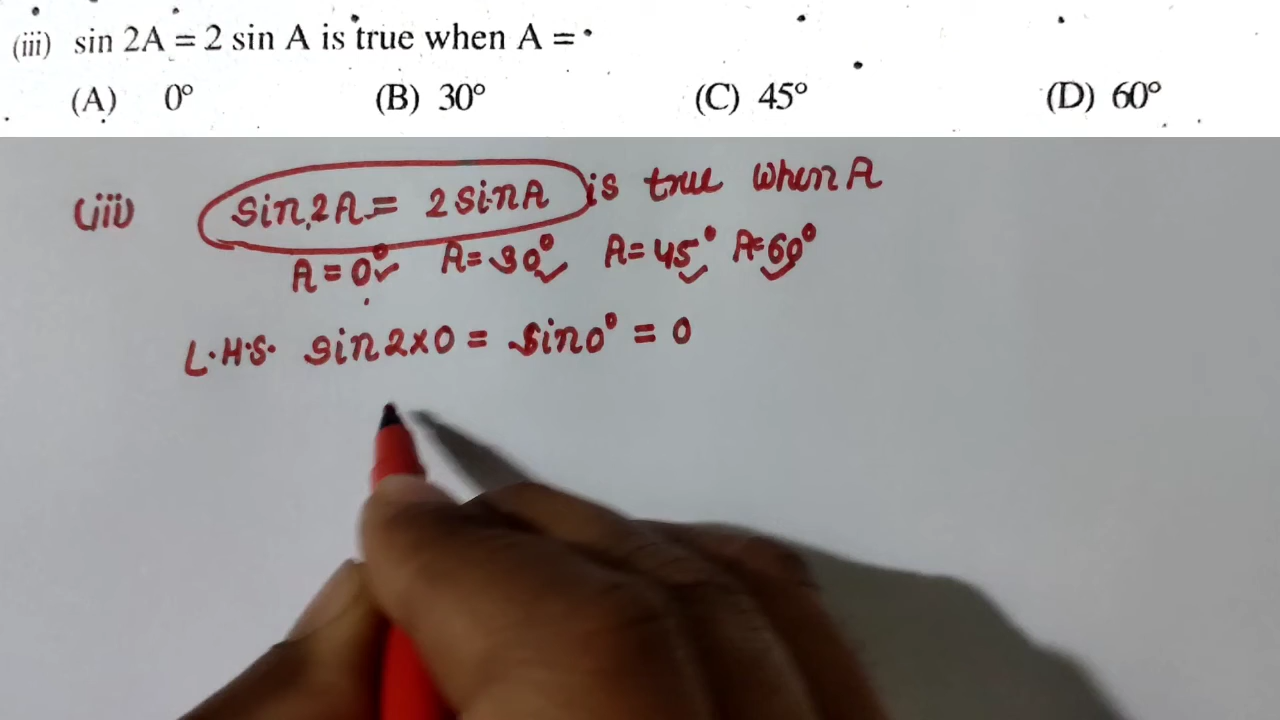 (iii) sin 2A = 2 sin A is true when A =
(A) 0° (B) 30° (C) 45° (D) 60°
(iii) sin 2A = 2 sin A is true when A
A = 0° A = 30° A = 45° A = 60°
L.H.S. sin 2×0 = sin 0° = 0